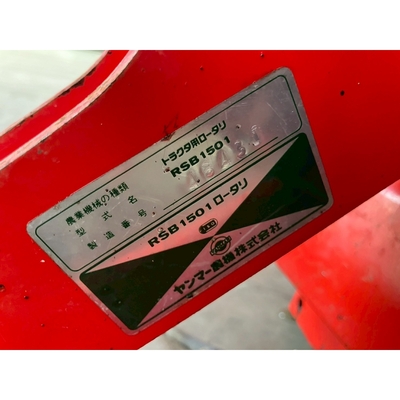 農業機械の種類 トラクタ用ロータリ
型式名 RSB1501
製造番号
RSB1501ロータリ
ヤンマー農機株式会社